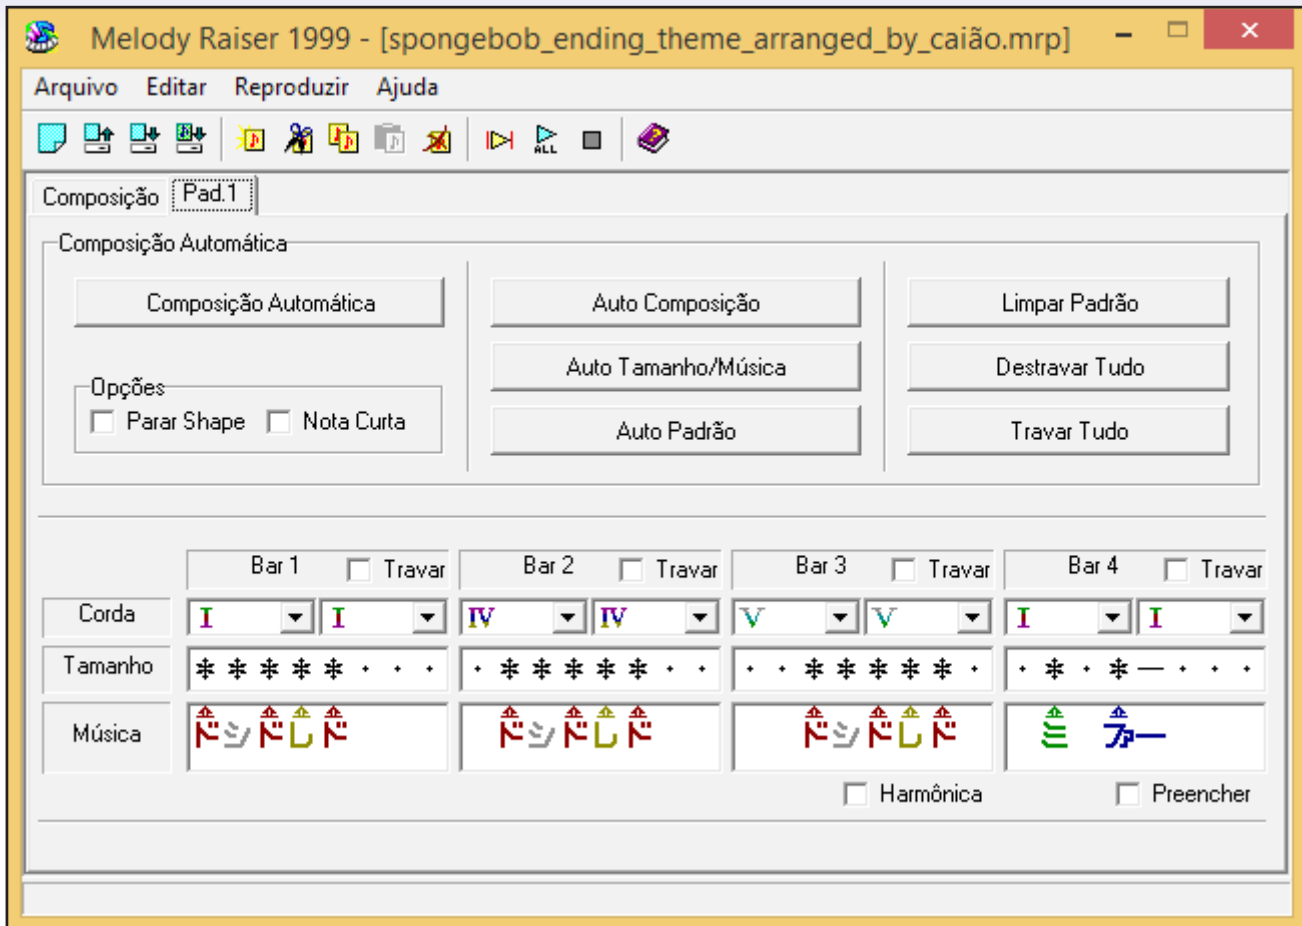 Melody Raiser 1999 - [spongebob_ending_theme_arranged_by_caião.mrp]
Arquivo Editar Reproduzir Ajuda
ALL
Composição Pad.1
Composição Automática
Composição Automática Auto Composição Limpar Padrão
Auto Tamanho/Música Destravar Tudo
Opções
Parar Shape Nota Curta
Auto Padrão Travar Tudo
Bar 1 Travar Bar 2 Travar Bar 3 Travar Bar 4 Travar
Corda I I IV IV V V I I
Tamanho
Música ドシドレド ドシドレド ドシドレド ミ ファー
Harmônica Preencher